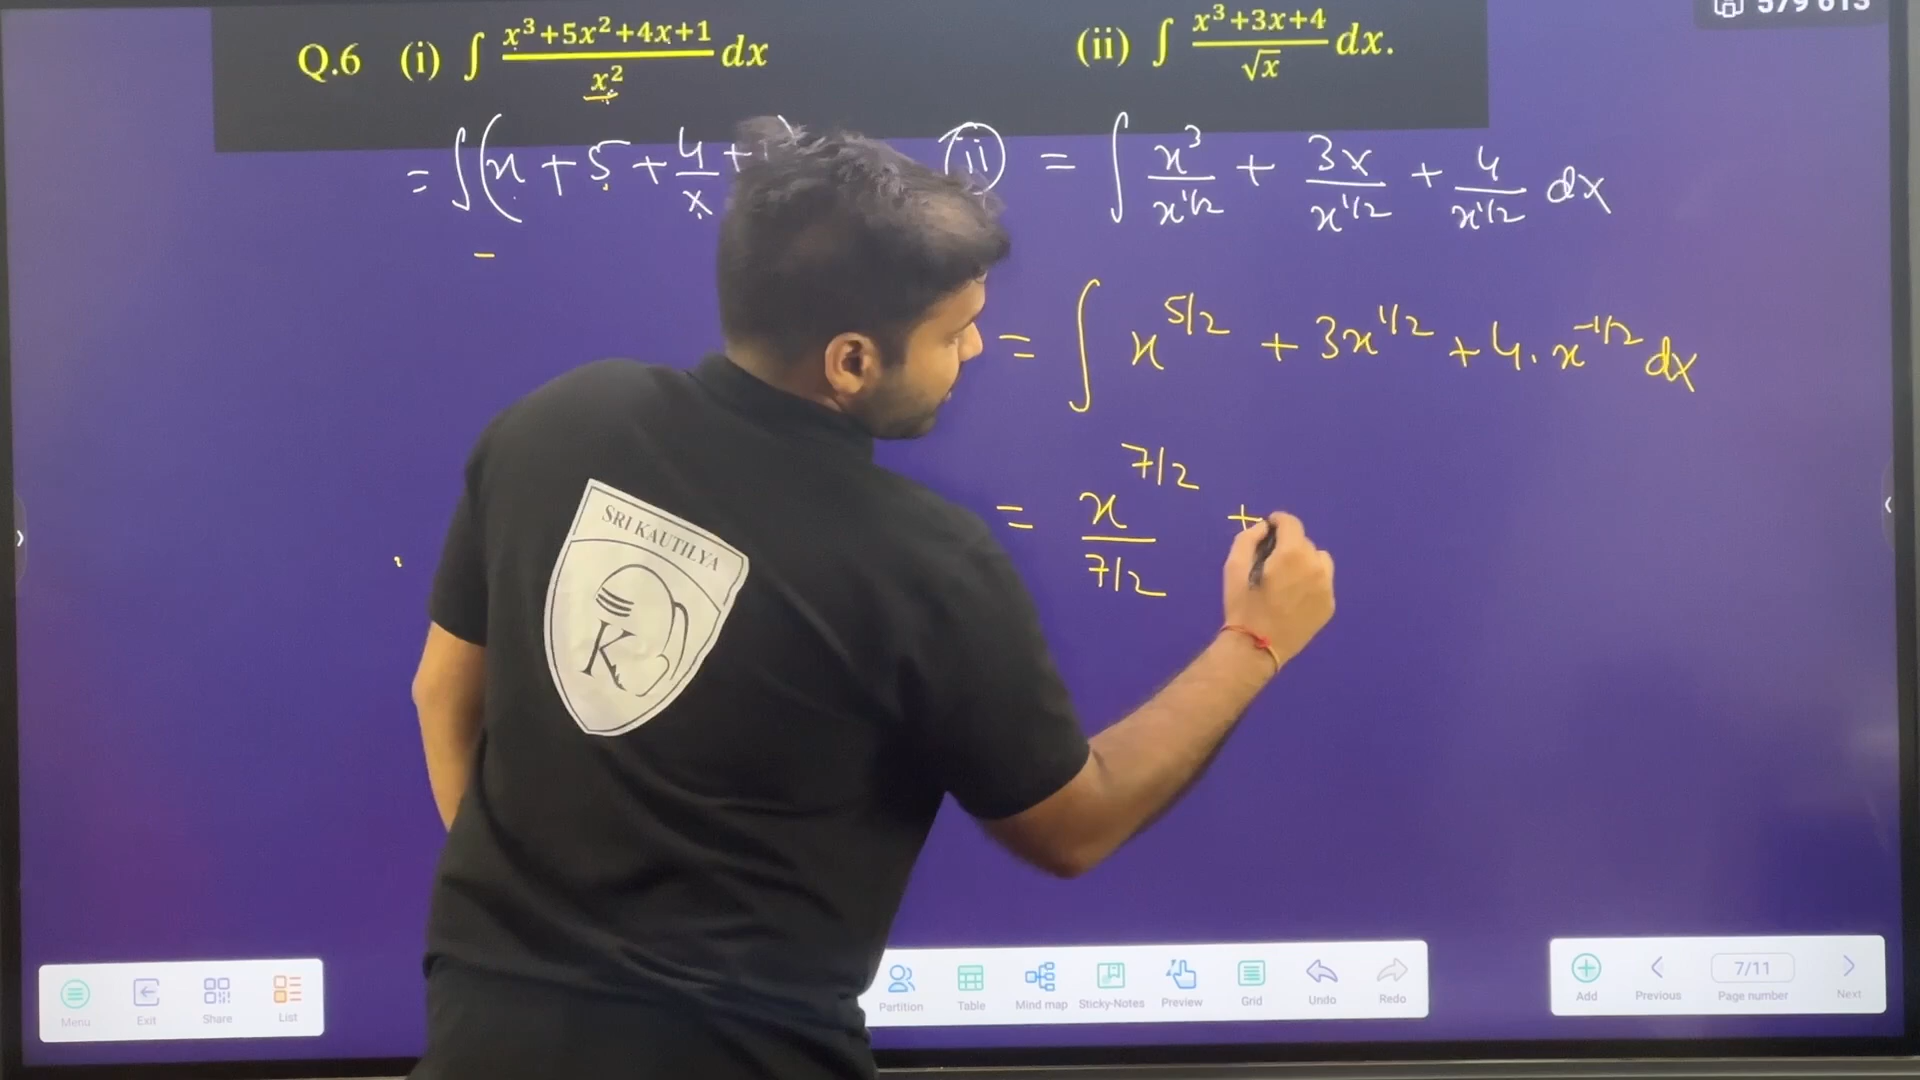 579 613
Q.6 (i) ∫ (x³+5x²+4x+1)/x² dx
(ii) ∫ (x³+3x+4)/√x dx.
= ∫(x + 5 + 4/x +
(ii) = ∫ x³/x^1/2 + 3x/x^1/2 + 4/x^1/2 dx
= ∫ x^5/2 + 3x^1/2 + 4·x^-1/2 dx
= x^7/2 / 7/2 +
SRI KAUTILYA
K
Menu Exit Share List
Partition Table Mind map Sticky-Notes Preview Grid Undo Redo
Add Previous 7/11 Page number Next